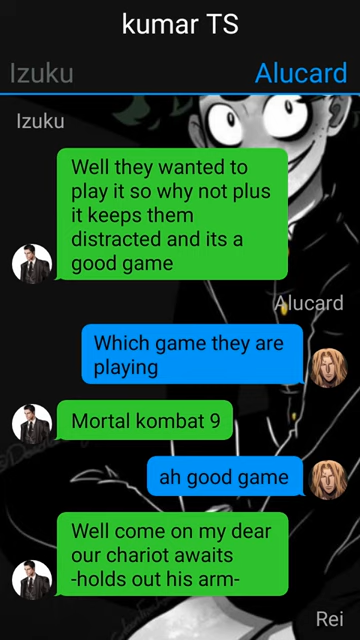 kumar TS
Izuku
Alucard
Izuku
Well they wanted to
play it so why not plus
it keeps them
distracted and its a
good game
Alucard
Which game they are
playing
Mortal kombat 9
ah good game
Well come on my dear
our chariot awaits
-holds out his arm-
Rei